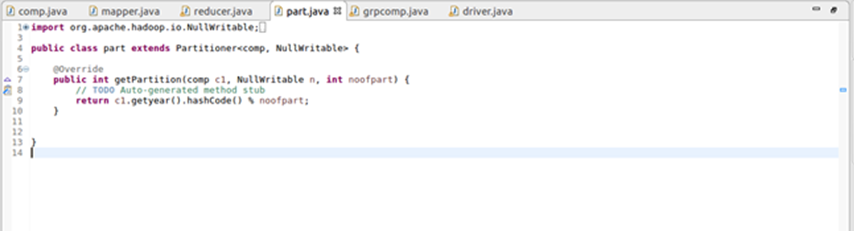 comp.java mapper.java reducer.java part.java grpcomp.java driver.java
1 import org.apache.hadoop.io.NullWritable;
3
4 public class part extends Partitioner<comp, NullWritable> {
5
6 @Override
7 public int getPartition(comp c1, NullWritable n, int noofpart) {
8 // TODO Auto-generated method stub
9 return c1.getyear().hashCode() % noofpart;
10 }
11
12
13 }
14